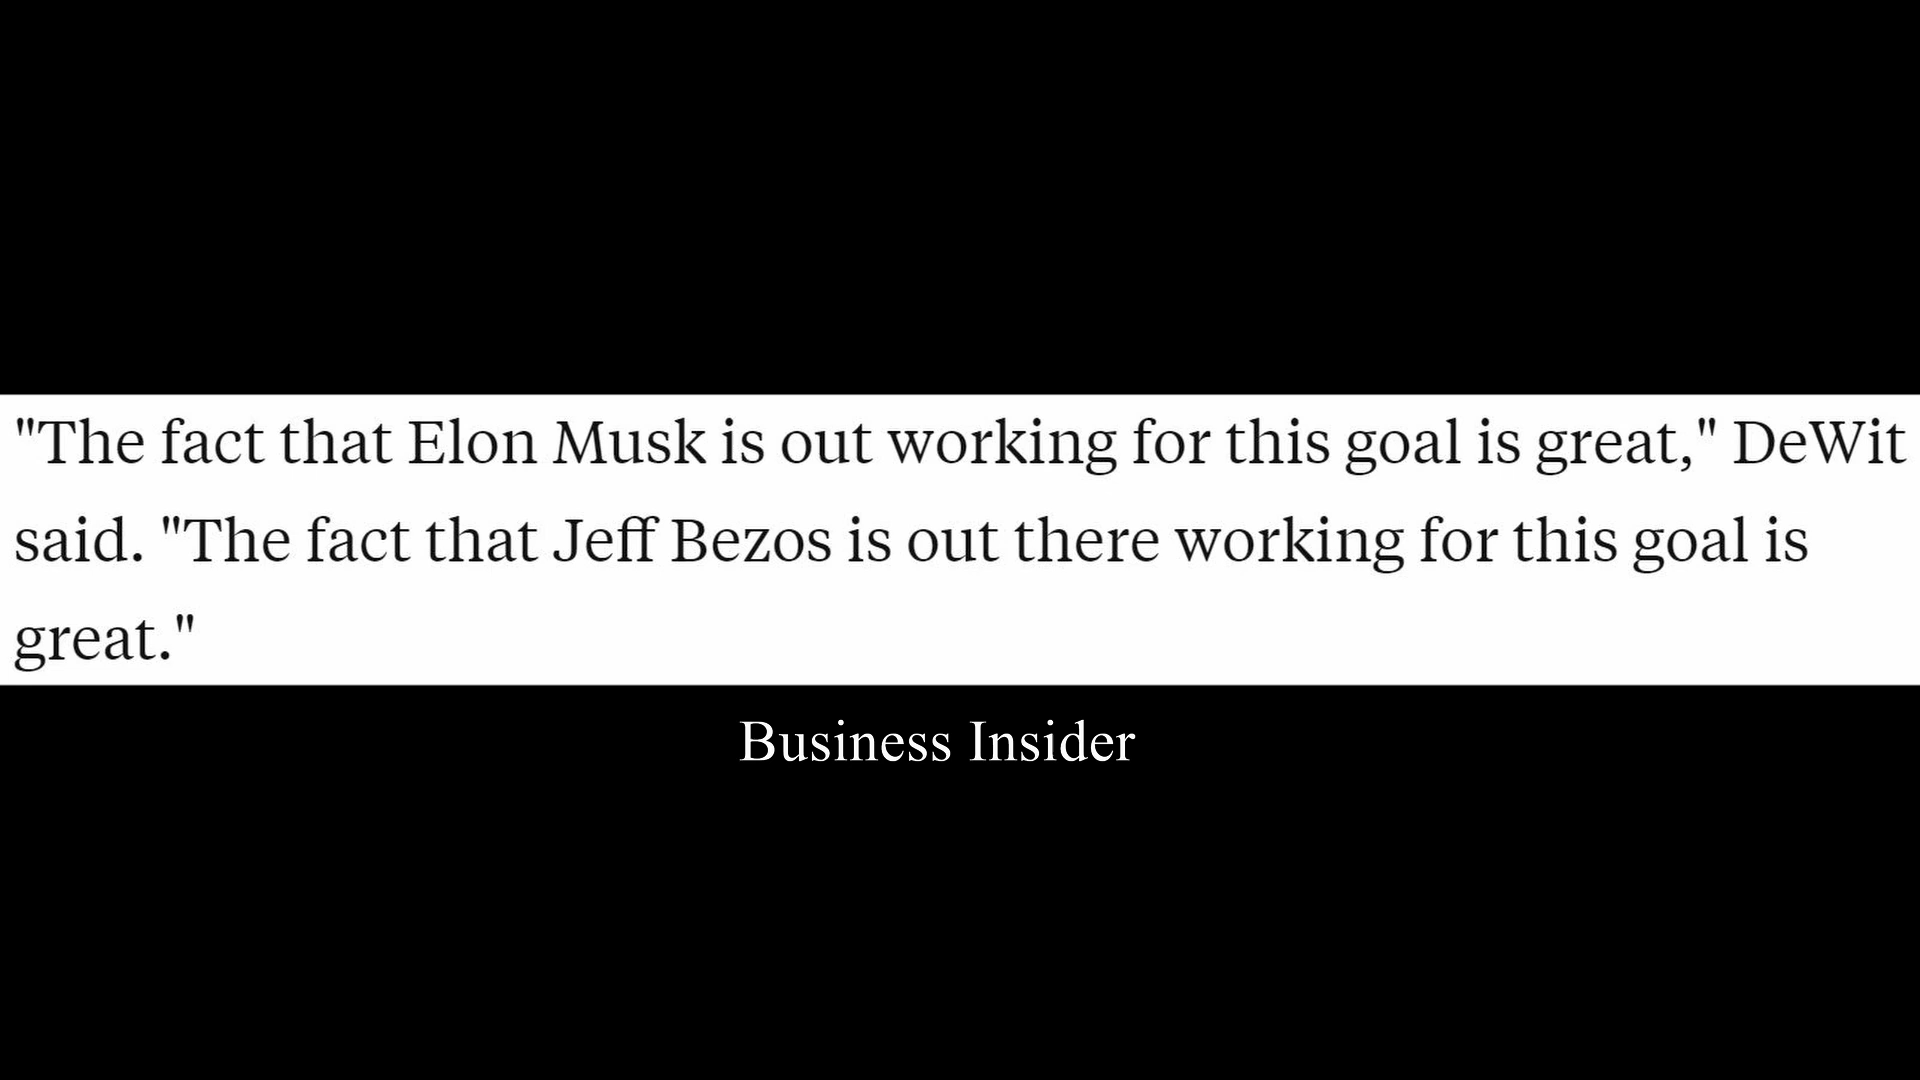 "The fact that Elon Musk is out working for this goal is great," DeWit
said. "The fact that Jeff Bezos is out there working for this goal is
great."
Business Insider